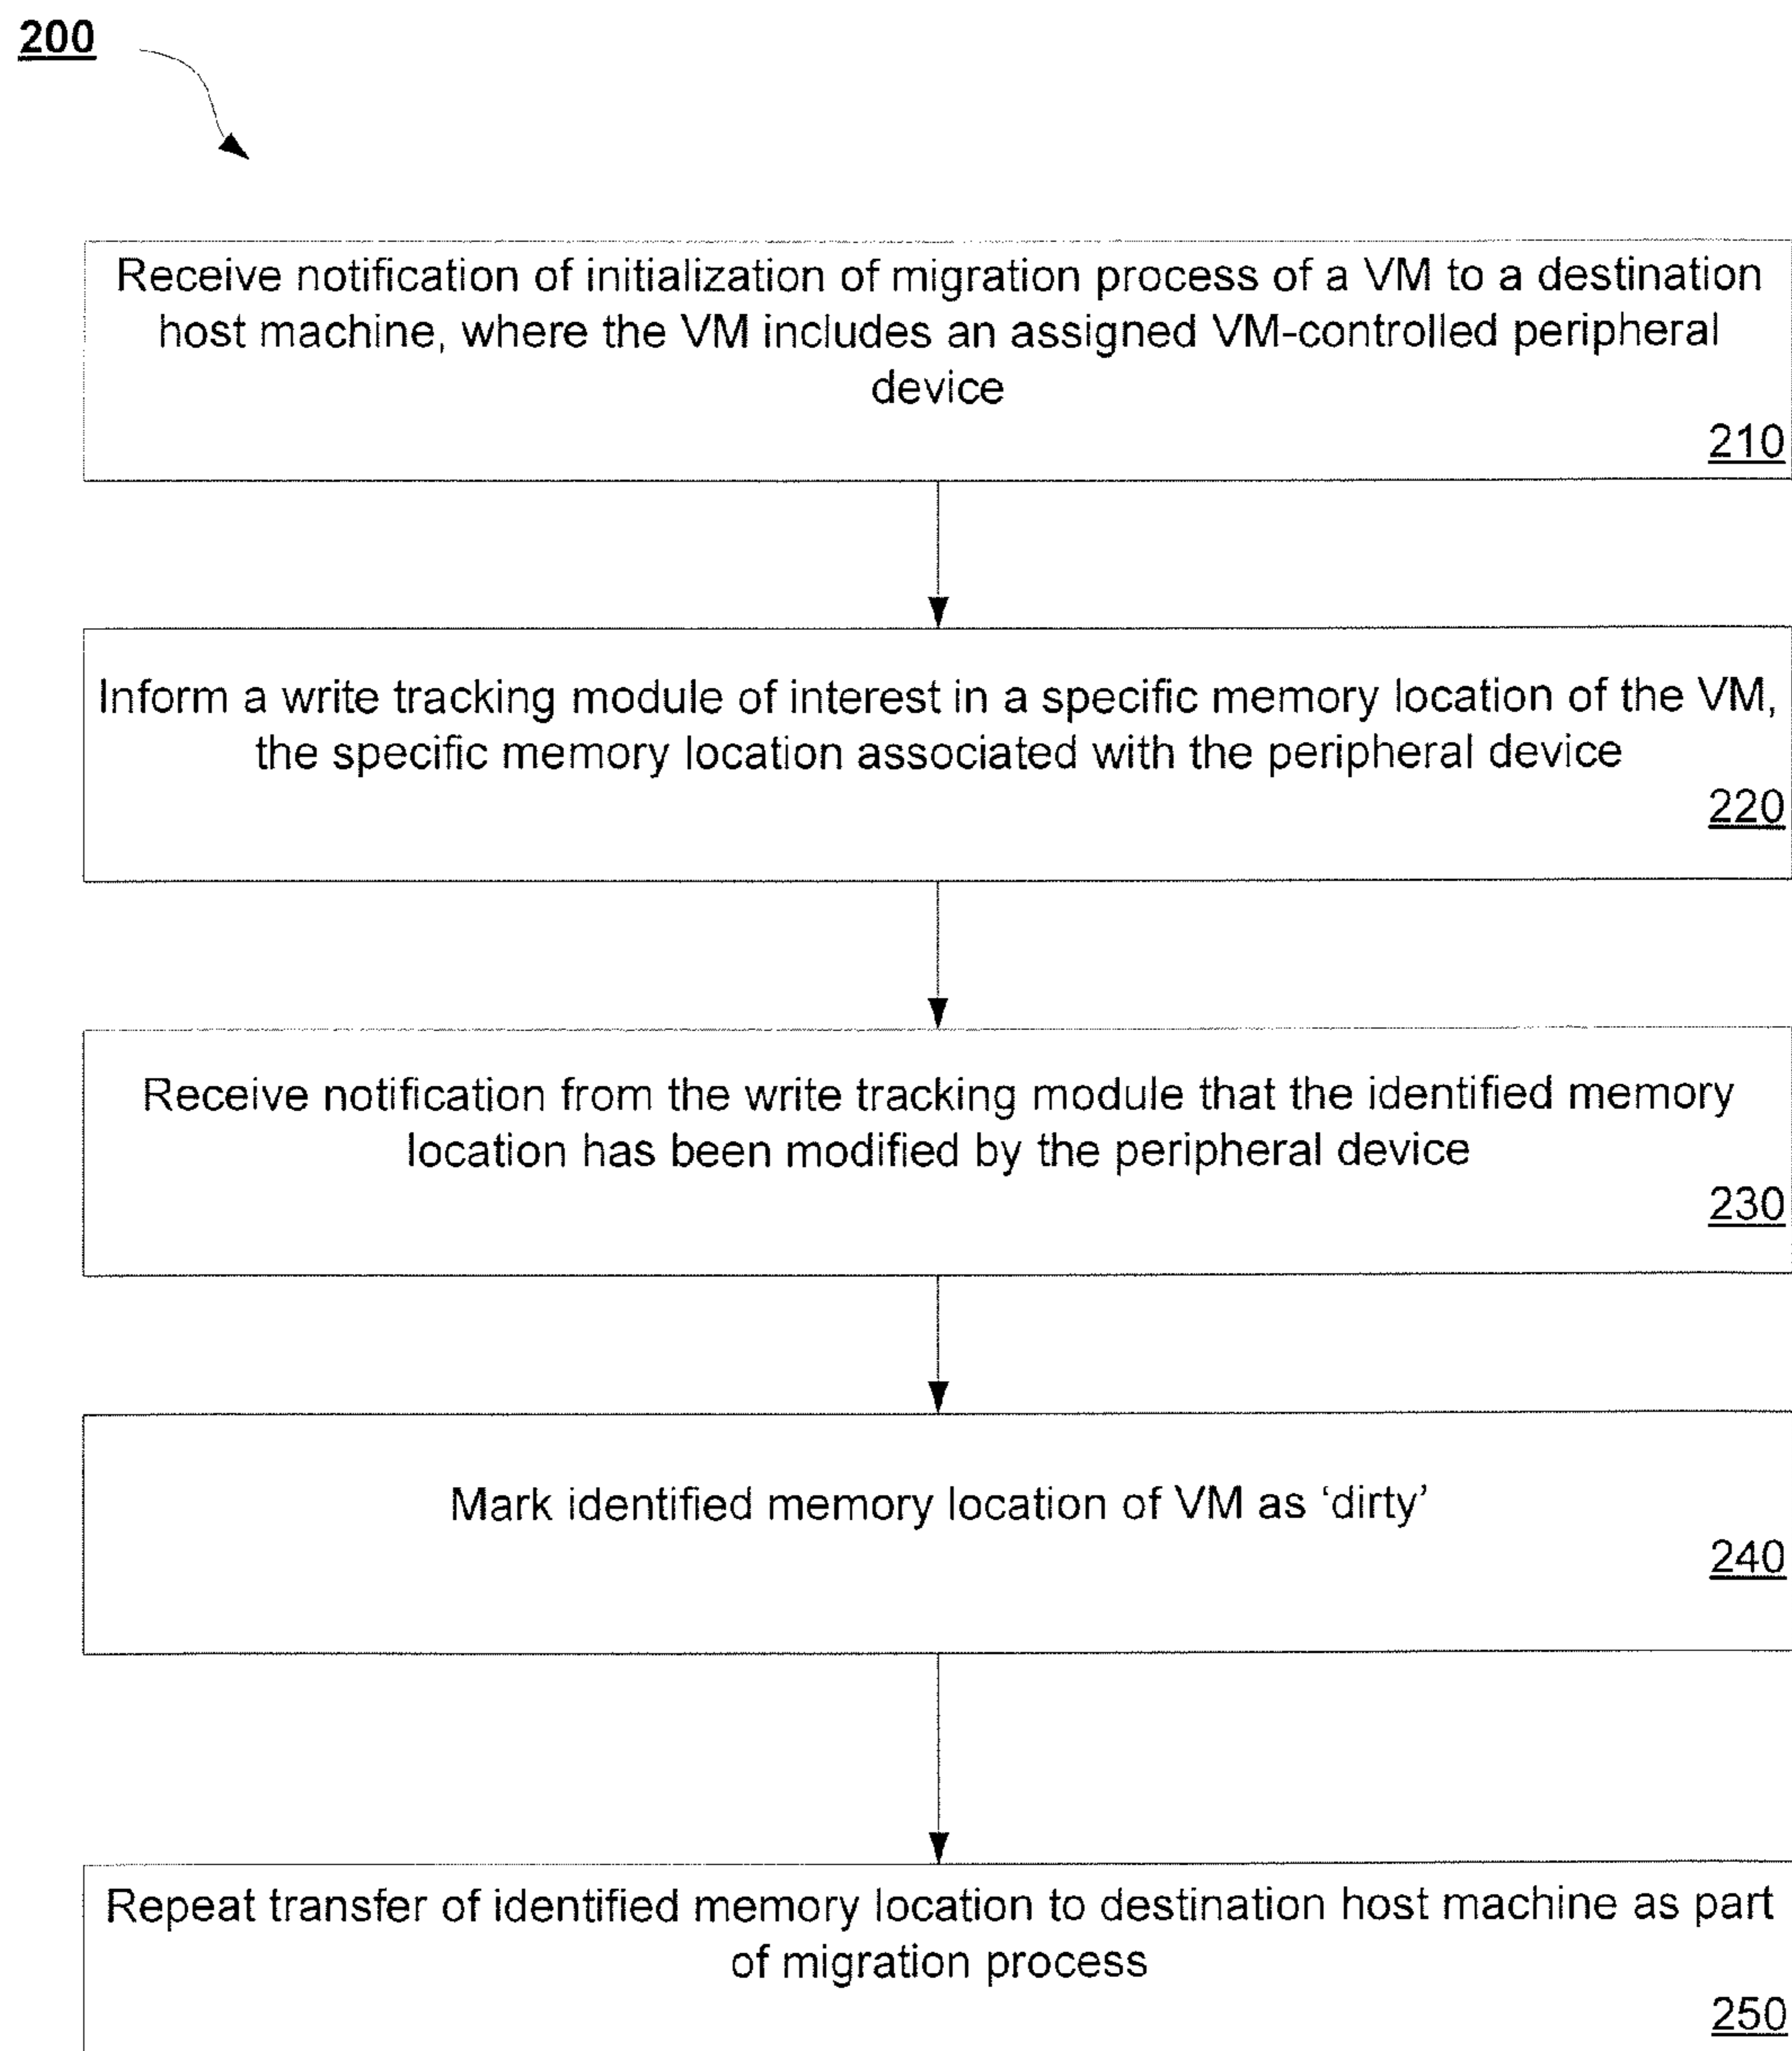 200
Receive notification of initialization of migration process of a VM to a destination
host machine, where the VM includes an assigned VM-controlled peripheral
device
210
Inform a write tracking module of interest in a specific memory location of the VM,
the specific memory location associated with the peripheral device
220
Receive notification from the write tracking module that the identified memory
location has been modified by the peripheral device
230
Mark identified memory location of VM as ‘dirty’
240
Repeat transfer of identified memory location to destination host machine as part
of migration process
250